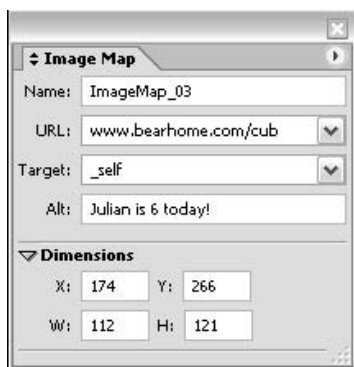 Image Map
Name: ImageMap_03
URL: www.bearhome.com/cub
Target: _self
Alt: Julian is 6 today!
Dimensions
X: 174 Y: 266
W: 112 H: 121